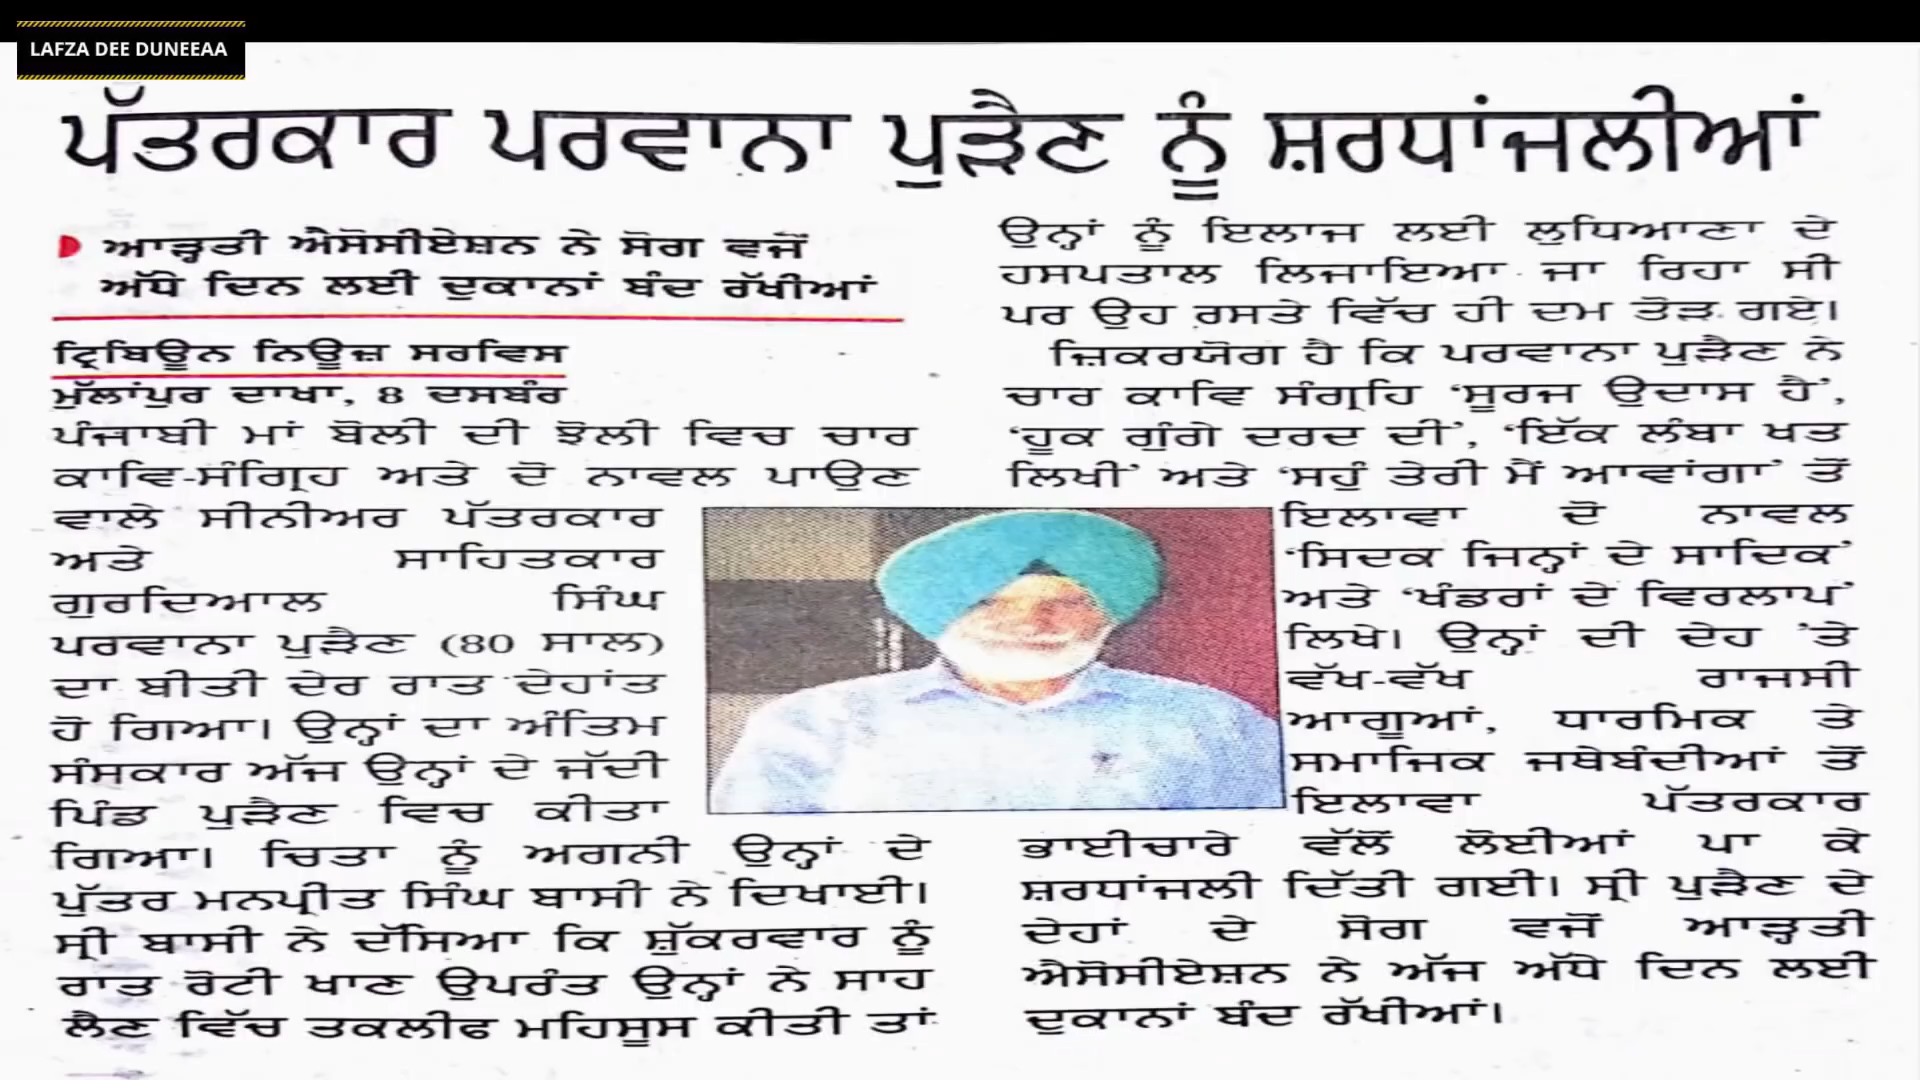 LAFZA DEE DUNEEAA
ਪੱਤਰਕਾਰ ਪਰਵਾਨਾ ਪੁੜੈਣ ਨੂੰ ਸ਼ਰਧਾਂਜਲੀਆਂ
ਆੜ੍ਹਤੀ ਐਸੋਸੀਏਸ਼ਨ ਨੇ ਸੋਗ ਵਜੋਂ
ਅੱਧੇ ਦਿਨ ਲਈ ਦੁਕਾਨਾਂ ਬੰਦ ਰੱਖੀਆਂ
ਟ੍ਰਿਬਿਊਨ ਨਿਊਜ਼ ਸਰਵਿਸ
ਮੁੱਲਾਂਪੁਰ ਦਾਖਾ, 8 ਦਸਬੰਰ
ਪੰਜਾਬੀ ਮਾਂ ਬੋਲੀ ਦੀ ਝੋਲੀ ਵਿਚ ਚਾਰ
ਕਾਵਿ-ਸੰਗ੍ਰਿਹ ਅਤੇ ਦੋ ਨਾਵਲ ਪਾਉਣ
ਵਾਲੇ ਸੀਨੀਅਰ ਪੱਤਰਕਾਰ
ਅਤੇ ਸਾਹਿਤਕਾਰ
ਗੁਰਦਿਆਲ ਸਿੰਘ
ਪਰਵਾਨਾ ਪੁੜੈਣ (80 ਸਾਲ)
ਦਾ ਬੀਤੀ ਦੇਰ ਰਾਤ ਦੇਹਾਂਤ
ਹੋ ਗਿਆ। ਉਨ੍ਹਾਂ ਦਾ ਅੰਤਿਮ
ਸੰਸਕਾਰ ਅੱਜ ਉਨ੍ਹਾਂ ਦੇ ਜੱਦੀ
ਪਿੰਡ ਪੁੜੈਣ ਵਿਚ ਕੀਤਾ
ਗਿਆ। ਚਿਤਾ ਨੂੰ ਅਗਨੀ ਉਨ੍ਹਾਂ ਦੇ
ਪੁੱਤਰ ਮਨਪ੍ਰੀਤ ਸਿੰਘ ਬਾਸੀ ਨੇ ਦਿਖਾਈ।
ਸ੍ਰੀ ਬਾਸੀ ਨੇ ਦੱਸਿਆ ਕਿ ਸ਼ੁੱਕਰਵਾਰ ਨੂੰ
ਰਾਤ ਰੋਟੀ ਖਾਣ ਉਪਰੰਤ ਉਨ੍ਹਾਂ ਨੇ ਸਾਹ
ਲੈਣ ਵਿੱਚ ਤਕਲੀਫ ਮਹਿਸੂਸ ਕੀਤੀ ਤਾਂ
ਉਨ੍ਹਾਂ ਨੂੰ ਇਲਾਜ ਲਈ ਲੁਧਿਆਣਾ ਦੇ
ਹਸਪਤਾਲ ਲਿਜਾਇਆ ਜਾ ਰਿਹਾ ਸੀ
ਪਰ ਉਹ ਰਸਤੇ ਵਿੱਚ ਹੀ ਦਮ ਤੋੜ ਗਏ।
ਜ਼ਿਕਰਯੋਗ ਹੈ ਕਿ ਪਰਵਾਨਾ ਪੁੜੈਣ ਨੇ
ਚਾਰ ਕਾਵਿ ਸੰਗ੍ਰਹਿ ‘ਸੂਰਜ ਉਦਾਸ ਹੈ’,
‘ਹੂਕ ਗੁੰਗੇ ਦਰਦ ਦੀ’, ‘ਇੱਕ ਲੰਬਾ ਖਤ
ਲਿਖੀ’ ਅਤੇ ‘ਸਹੁੰ ਤੇਰੀ ਮੈਂ ਆਵਾਂਗਾ’ ਤੋਂ
ਇਲਾਵਾ ਦੋ ਨਾਵਲ
‘ਸਿਦਕ ਜਿਨ੍ਹਾਂ ਦੇ ਸਾਦਿਕ’
ਅਤੇ ‘ਖੰਡਰਾਂ ਦੇ ਵਿਰਲਾਪ’
ਲਿਖੇ। ਉਨ੍ਹਾਂ ਦੀ ਦੇਹ ’ਤੇ
ਵੱਖ-ਵੱਖ ਰਾਜਸੀ
ਆਗੂਆਂ, ਧਾਰਮਿਕ ਤੇ
ਸਮਾਜਿਕ ਜਥੇਬੰਦੀਆਂ ਤੋਂ
ਇਲਾਵਾ ਪੱਤਰਕਾਰ
ਭਾਈਚਾਰੇ ਵੱਲੋਂ ਲੋਈਆਂ ਪਾ ਕੇ
ਸ਼ਰਧਾਂਜਲੀ ਦਿੱਤੀ ਗਈ। ਸ੍ਰੀ ਪੁੜੈਣ ਦੇ
ਦੇਹਾਂ ਦੇ ਸੋਗ ਵਜੋਂ ਆੜ੍ਹਤੀ
ਐਸੋਸੀਏਸ਼ਨ ਨੇ ਅੱਜ ਅੱਧੇ ਦਿਨ ਲਈ
ਦੁਕਾਨਾਂ ਬੰਦ ਰੱਖੀਆਂ।